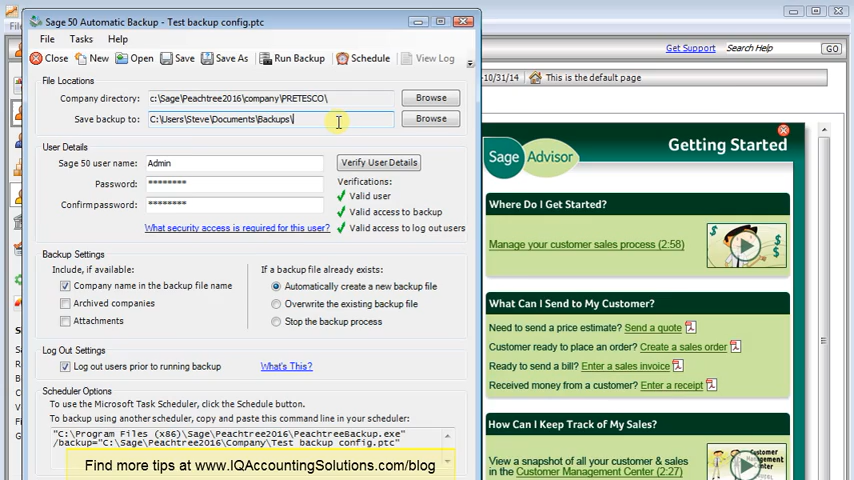 Sage 50 Automatic Backup - Test backup config.ptc
File Tasks Help
Close New Open Save Save As Run Backup Schedule View Log
File Locations
Company directory: c:\Sage\Peachtree2016\company\PRETESCO\ Browse
Save backup to: C:\Users\Steve\Documents\Backups\ Browse
User Details
Sage 50 user name: Admin Verify User Details
Password: ******** Verifications:
Valid user
Confirmpassword: ********
Valid access to backup
What security access is required for this user? Valid access to log out users
Backup Settings
Include, if available:
Company name in the backup file name
Archived companies
Attachments
If a backup file already exists:
Automatically create a new backup file
Overwrite the existing backup file
Stop the backup process
Log Out Settings
Log out users prior to running backup What's This?
Scheduler Options
To use the Microsoft Task Scheduler, click the Schedule button.
To backup using another scheduler, copy and paste this command line in your scheduler:
"C:\Program Files (x86)\Sage\Peachtree2016\PeachtreeBackup.exe"
/backup="C:\Sage\Peachtree2016\Company\Test backup config.ptc"
Find more tips at www.IQAccountingSolutions.com/blog
Get Support Search Help GO
-10/31/14 This is the default page
Sage Advisor Getting Started
Where Do I Get Started?
Manage your customer sales process (2:58)
What Can I Send to My Customer?
Need to send a price estimate? Send a quote
Customer ready to place an order? Create a sales order
Ready to send a bill? Enter a sales invoice
Received money from a customer? Enter a receipt
How Can I Keep Track of My Sales?
View a snapshot of all your customer & sales
in the Customer Management Center (2:27)